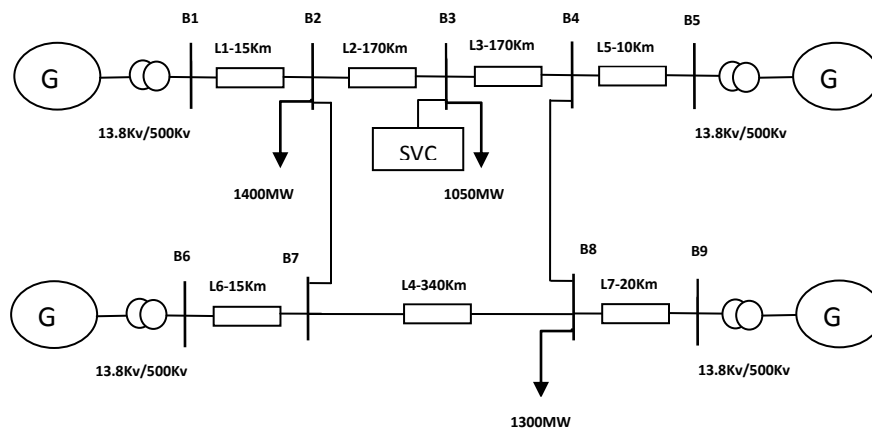 B1
B2
B3
B4
B5
L1-15Km
L2-170Km
L3-170Km
L5-10Km
G
G
13.8Kv/500Kv
SVC
13.8Kv/500Kv
1400MW
1050MW
B6
B7
B8
B9
L6-15Km
L4-340Km
L7-20Km
G
G
13.8Kv/500Kv
13.8Kv/500Kv
1300MW